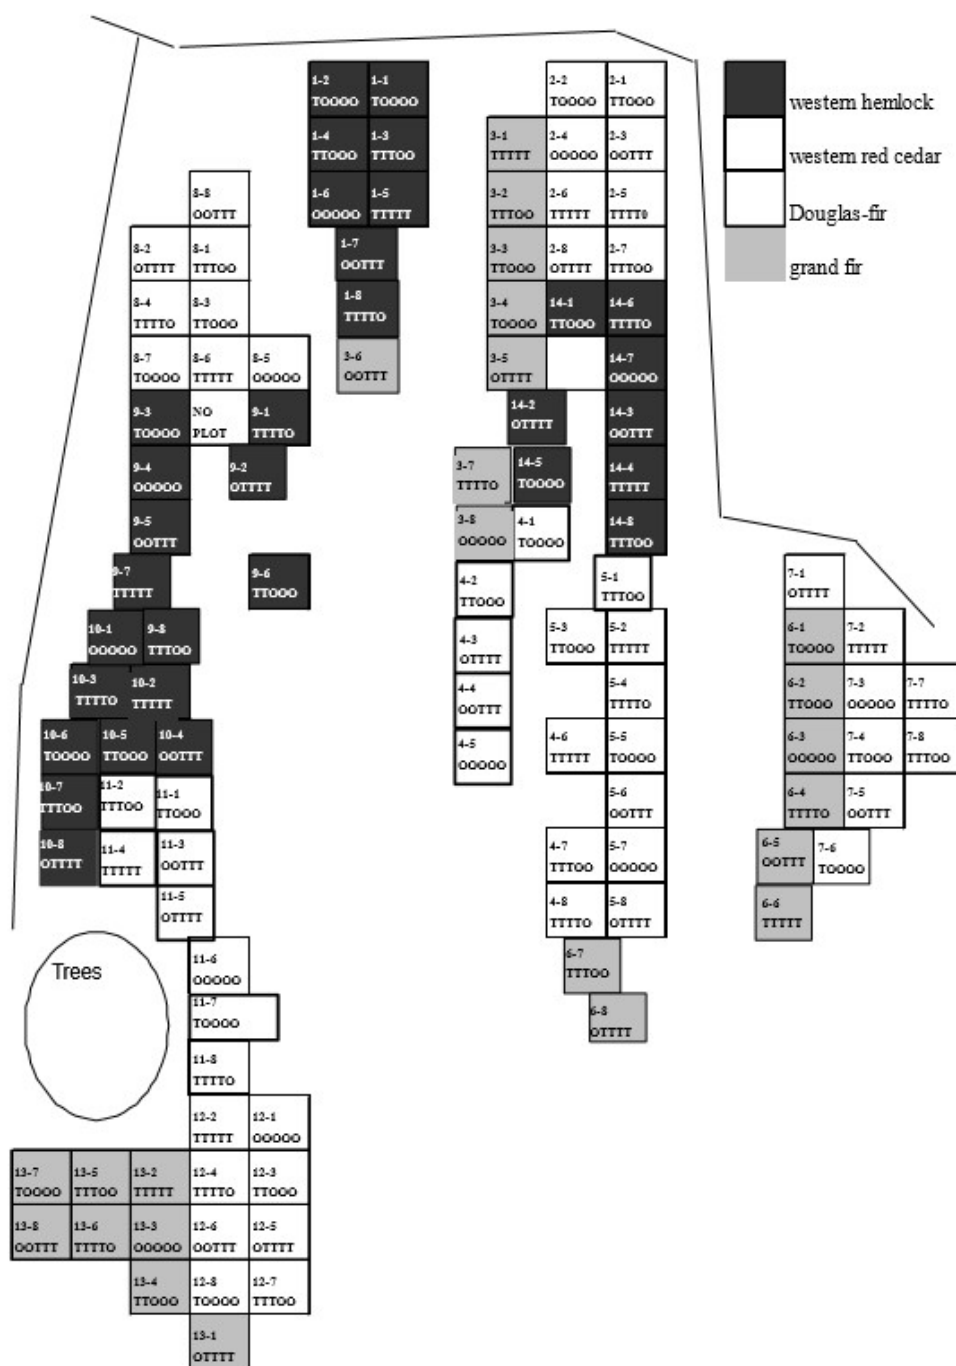 1-2
TOOOO
1-1
TOOOO
1-4
TTOOO
1-3
TTTOO
1-6
OOOOO
1-5
TTTTT
1-7
OOTTT
1-8
TTTTO
3-6
OOTTT
2-2
TOOOO
2-1
TTOOO
3-1
TTTTT
2-4
OOOOO
2-3
OOTTT
3-2
TTTOO
2-6
TTTTT
2-5
TTTT0
3-3
TTOOO
2-8
OTTTT
2-7
TTTOO
3-4
TOOOO
14-1
TTOOO
14-6
TTTTO
3-5
OTTTT
14-7
OOOOO
14-2
OTTTT
14-3
OOTTT
3-7
TTTTO
14-5
TOOOO
14-4
TTTTT
3-8
OOOOO
4-1
TOOOO
14-8
TTTOO
western hemlock
western red cedar
Douglas-fir
grand fir
8-8
OOTTT
8-2
OTTTT
8-1
TTTOO
8-4
TTTTO
8-3
TTOOO
8-7
TOOOO
8-6
TTTTT
8-5
OOOOO
9-3
TOOOO
NO
PLOT
9-1
TTTTO
9-4
OOOOO
9-2
OTTTT
9-5
OOTTT
9-7
TTTTT
9-6
TTOOO
10-1
OOOOO
9-8
TTTOO
10-3
TTTTO
10-2
TTTTT
10-6
TOOOO
10-5
TTOOO
10-4
OOTTT
10-7
TTTOO
11-2
TTTOO
11-1
TTOOO
10-8
OTTTT
11-4
TTTTT
11-3
OOTTT
11-5
OTTTT
4-2
TTOOO
4-3
OTTTT
4-4
OOTTT
4-5
OOOOO
5-1
TTTOO
5-3
TTOOO
5-2
TTTTT
5-4
TTTTO
4-6
TTTTT
5-5
TOOOO
5-6
OOTTT
4-7
TTTOO
5-7
OOOOO
4-8
TTTTO
5-8
OTTTT
6-7
TTTOO
6-8
OTTTT
7-1
OTTTT
6-1
TOOOO
7-2
TTTTT
6-2
TTOOO
7-3
OOOOO
7-7
TTTTO
6-3
OOOOO
7-4
TTOOO
7-8
TTTOO
6-4
TTTTO
7-5
OOTTT
6-5
OOTTT
7-6
TOOOO
6-6
TTTTT
Trees
11-6
OOOOO
11-7
TOOOO
11-8
TTTTO
12-2
TTTTT
12-1
OOOOO
13-7
TOOOO
13-5
TTTOO
13-2
TTTTT
12-4
TTTTO
12-3
TTOOO
13-8
OOTTT
13-6
TTTTO
13-3
OOOOO
12-6
OOTTT
12-5
OTTTT
13-4
TTOOO
12-8
TOOOO
12-7
TTTOO
13-1
OTTTT